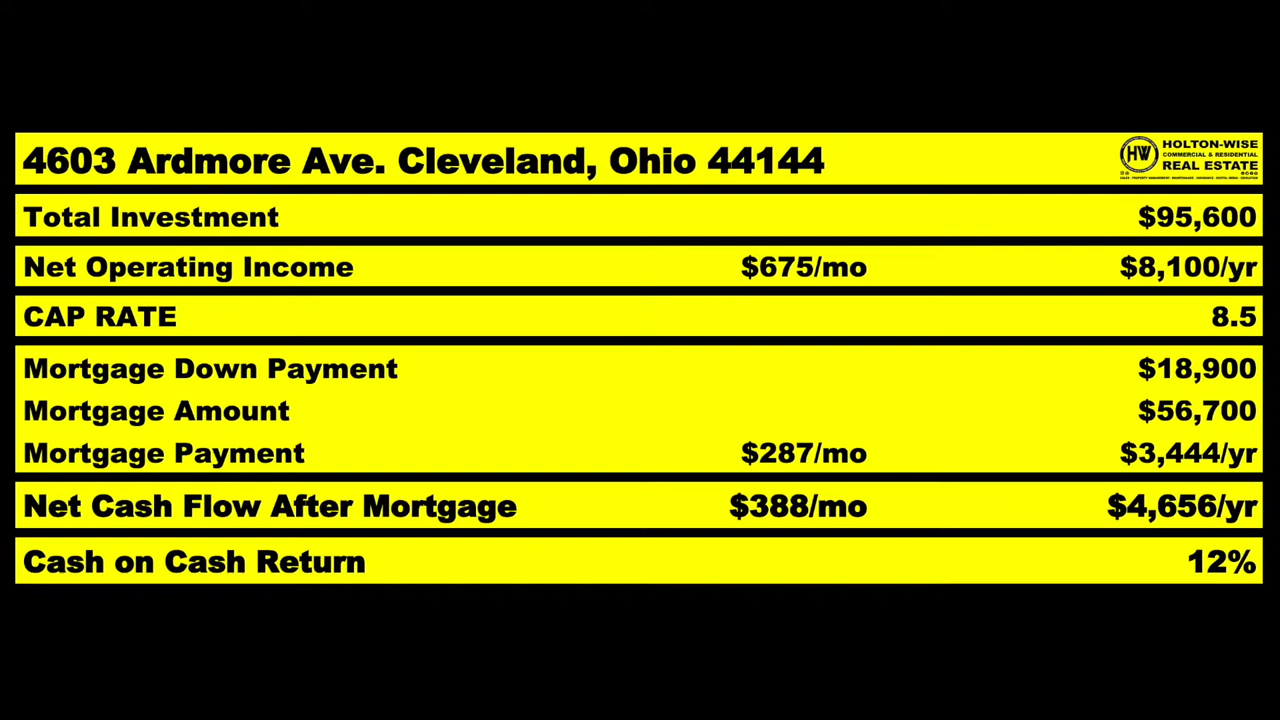 4603 Ardmore Ave. Cleveland, Ohio 44144
HW
HOLTON-WISE
COMMERCIAL & RESIDENTIAL
REAL ESTATE
Total Investment $95,600
Net Operating Income $675/mo $8,100/yr
CAP RATE 8.5
Mortgage Down Payment $18,900
Mortgage Amount $56,700
Mortgage Payment $287/mo $3,444/yr
Net Cash Flow After Mortgage $388/mo $4,656/yr
Cash on Cash Return 12%